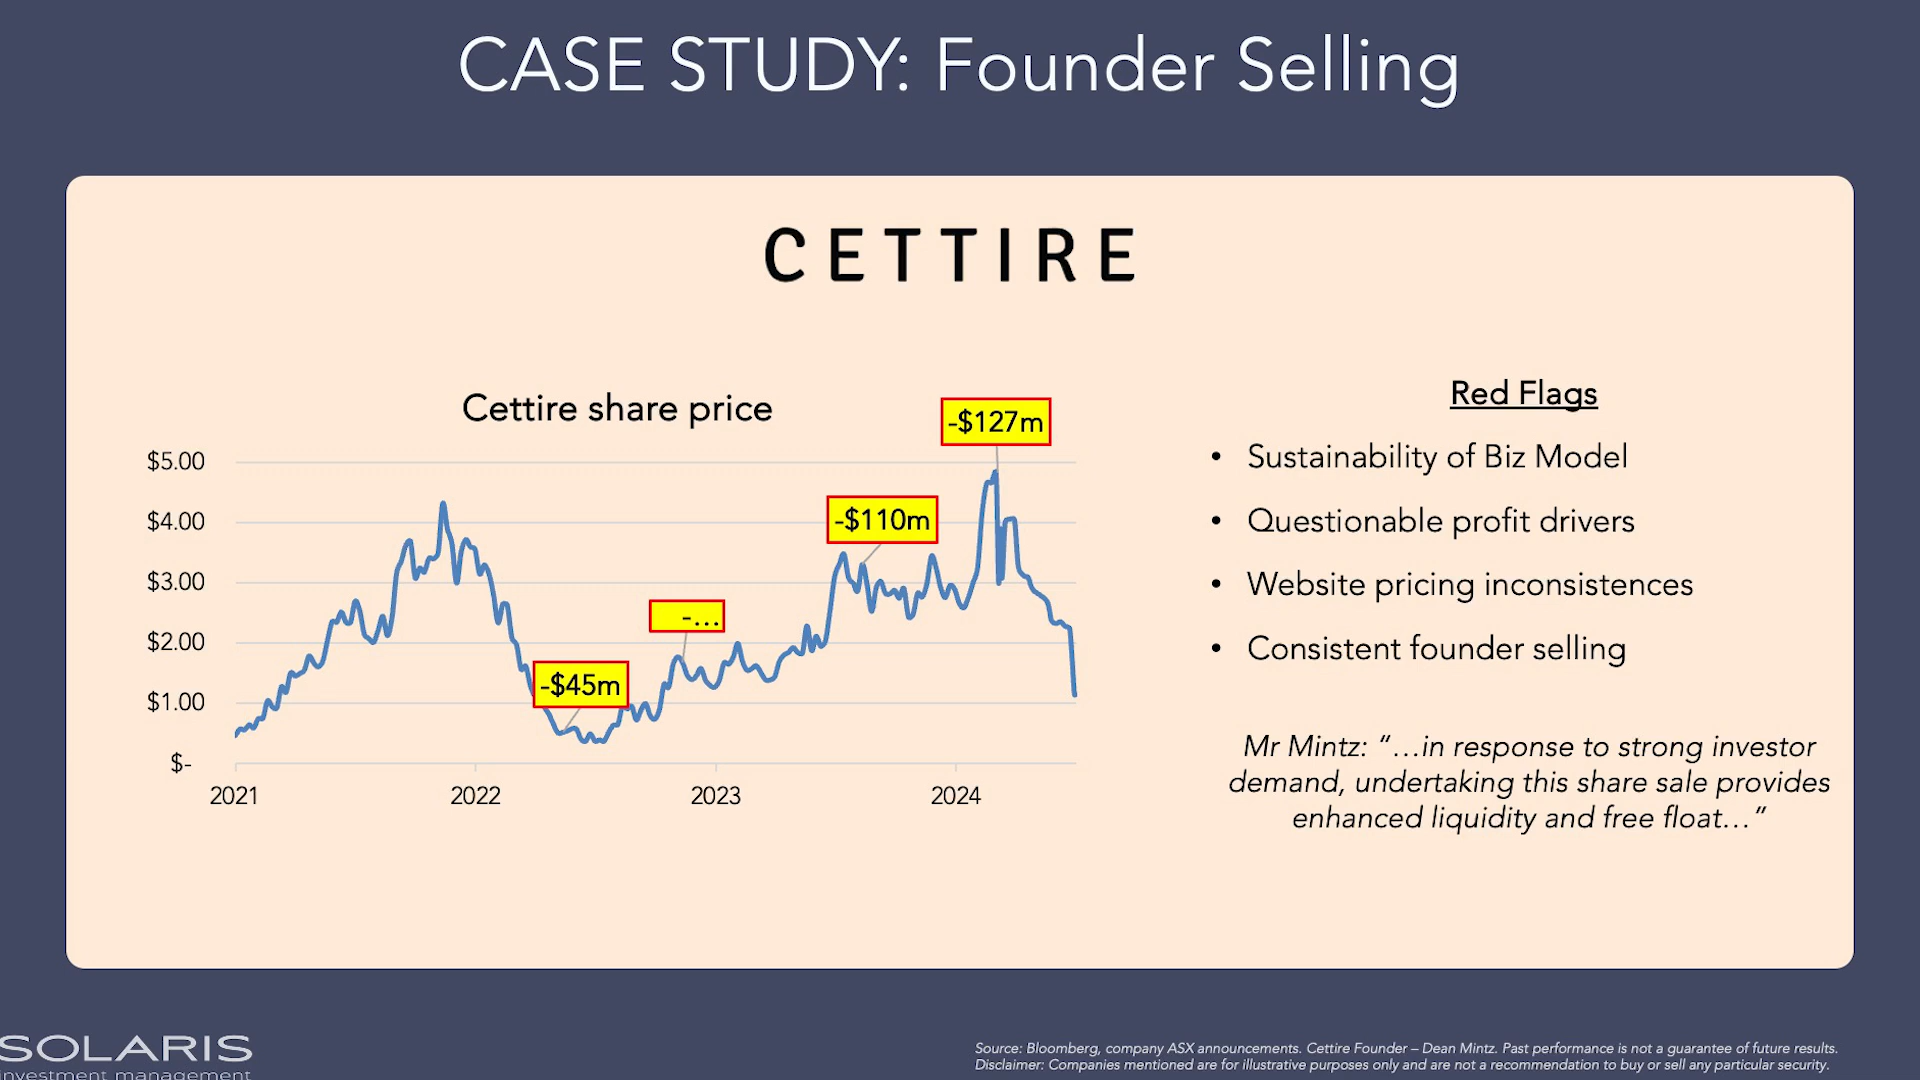 CASE STUDY: Founder Selling
CETTIRE
Cettire share price
-$127m
-$110m
-...
-$45m
$5.00
$4.00
$3.00
$2.00
$1.00
$-
2021
2022
2023
2024
Red Flags
• Sustainability of Biz Model
• Questionable profit drivers
• Website pricing inconsistences
• Consistent founder selling
Mr Mintz: “...in response to strong investor
demand, undertaking this share sale provides
enhanced liquidity and free float...”
SOLARIS
investment management
Source: Bloomberg, company ASX announcements. Cettire Founder – Dean Mintz. Past performance is not a guarantee of future results.
Disclaimer: Companies mentioned are for illustrative purposes only and are not a recommendation to buy or sell any particular security.